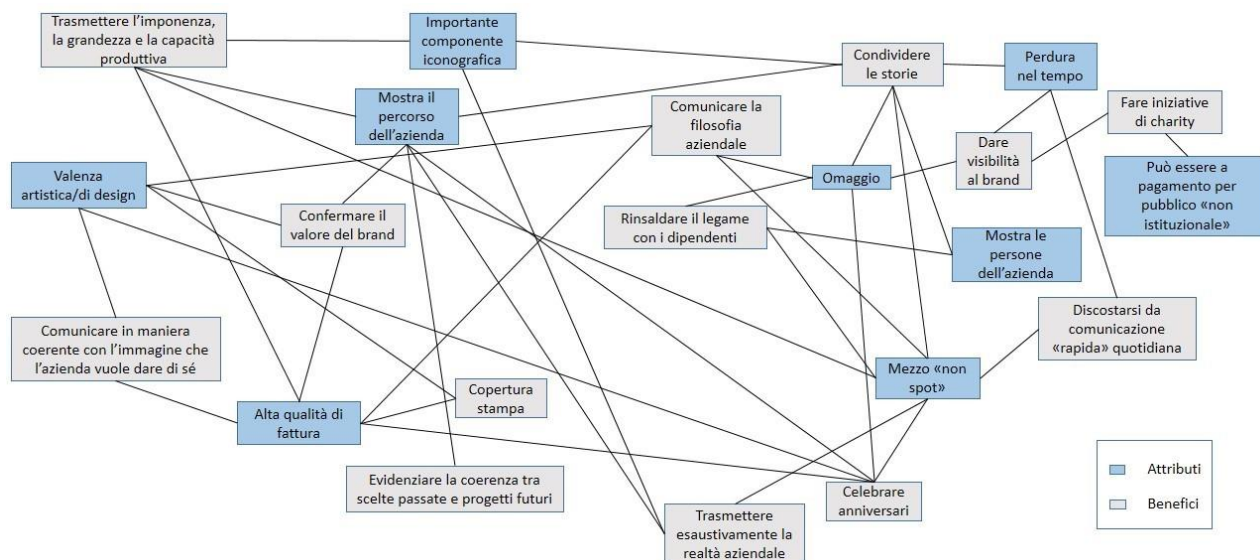 Trasmettere l’imponenza,
la grandezza e la capacità
produttiva
Importante
componente
iconografica
Condividere
le storie
Perdura
nel tempo
Mostra il
percorso
dell’azienda
Comunicare la
filosofia
aziendale
Fare iniziative
di charity
Dare
visibilità
al brand
Valenza
artistica/di design
Omaggio
Può essere a
pagamento per
pubblico «non
istituzionale»
Confermare il
valore del brand
Rinsaldare il legame
con i dipendenti
Mostra le
persone
dell’azienda
Comunicare in maniera
coerente con l’immagine che
l’azienda vuole dare di sé
Discostarsi da
comunicazione
«rapida» quotidiana
Mezzo «non
spot»
Copertura
stampa
Alta qualità di
fattura
Evidenziare la coerenza tra
scelte passate e progetti futuri
Celebrare
anniversari
Trasmettere
esaustivamente la
realtà aziendale
Attributi
Benefici